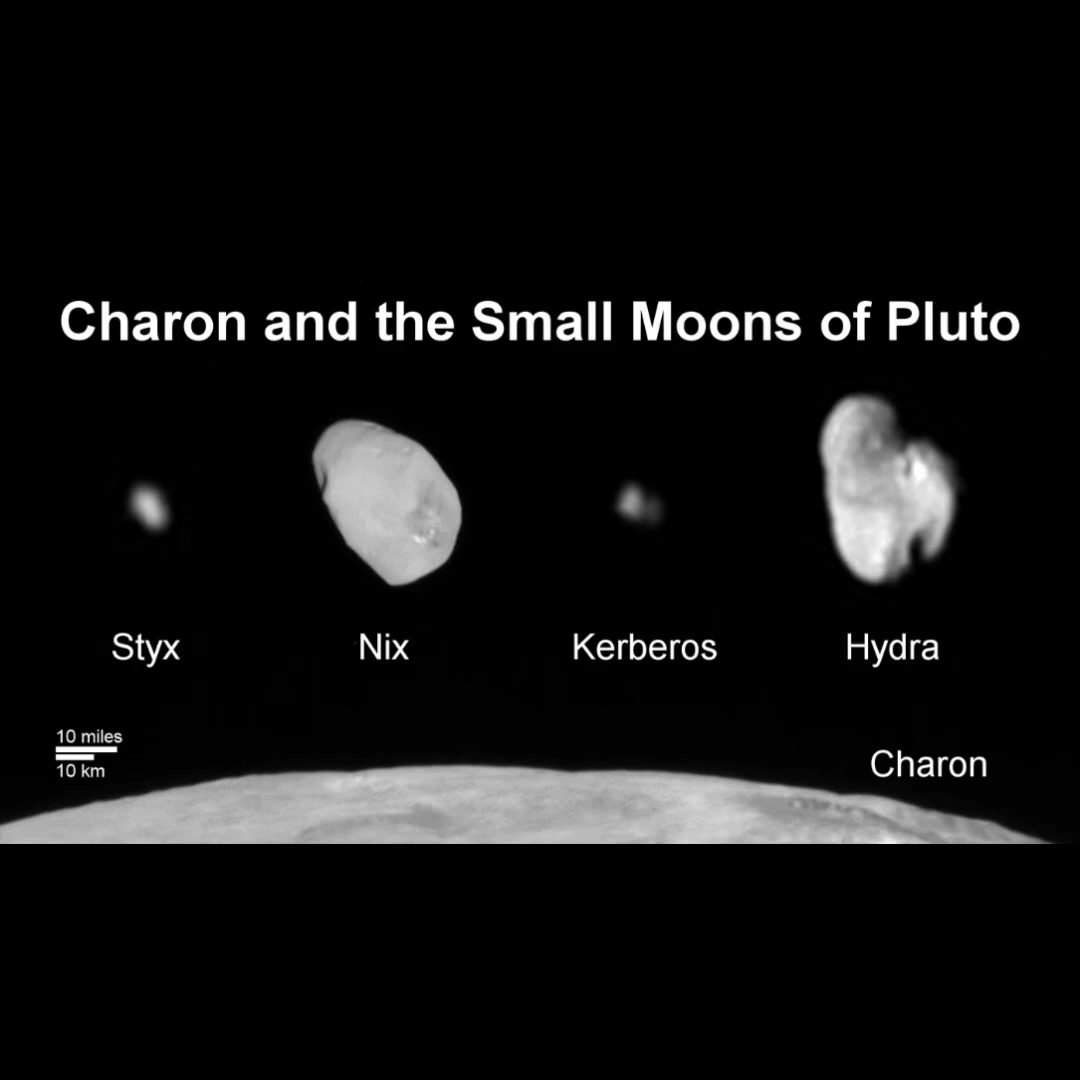 Charon and the Small Moons of Pluto
Styx
Nix
Kerberos
Hydra
10 miles
10 km
Charon